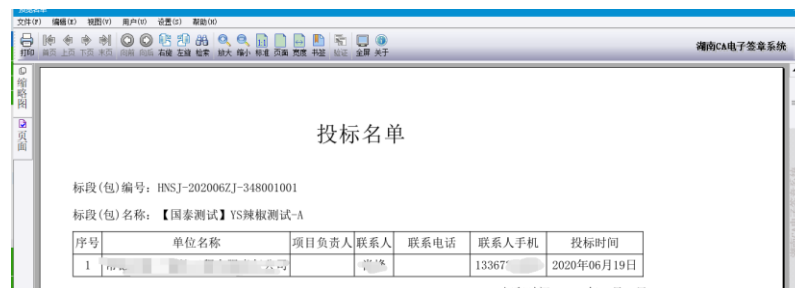 文件(F) 编辑(E) 视图(V) 用户(U) 设置(S) 帮助(H)
打印 首页 上页 下页 末页 向前 向后 右旋 左旋 检索 放大 缩小 标准 页面 宽度 书签 验证 全屏 关于
湖南CA电子签章系统
缩略图
页面
投标名单
标段(包)编号: HNSJ-202006ZJ-348001001
标段(包)名称: 【国泰测试】YS辣椒测试-A
序号 单位名称 项目负责人 联系人 联系电话 联系人手机 投标时间
1 13367 2020年06月19日